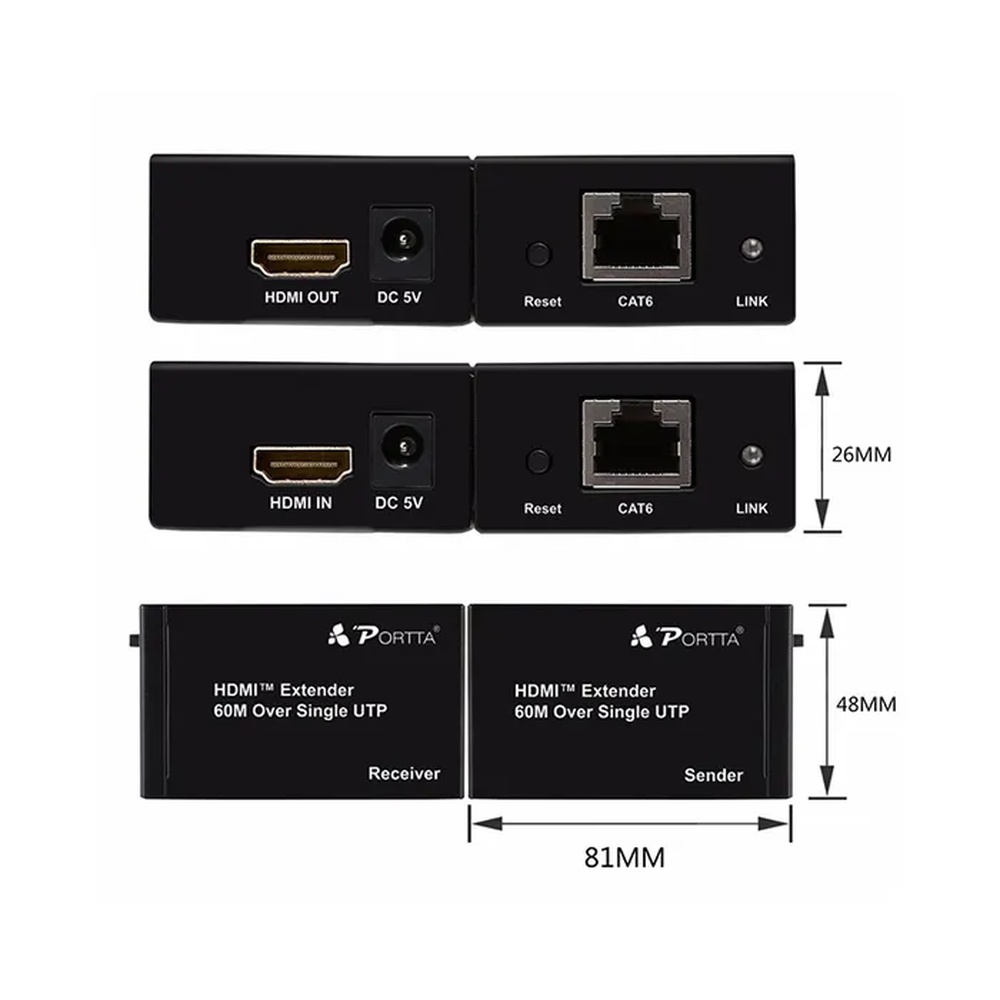 HDMI OUT
DC 5V
Reset
CAT6
LINK
HDMI IN
DC 5V
Reset
CAT6
LINK
26MM
PORTTA®
HDMI™ Extender
60M Over Single UTP
Receiver
PORTTA®
HDMI™ Extender
60M Over Single UTP
Sender
48MM
81MM